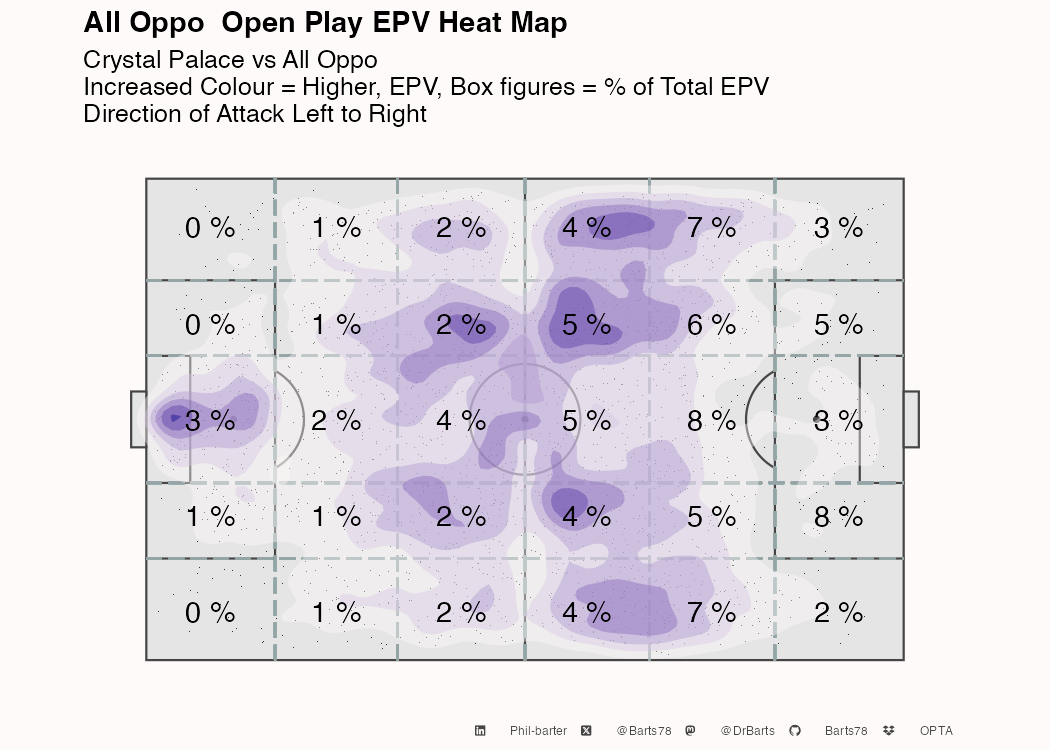 All Oppo  Open Play EPV Heat Map
Crystal Palace vs All Oppo
Increased Colour = Higher, EPV, Box figures = % of Total EPV
Direction of Attack Left to Right
0 % 1 % 2 % 4 % 7 % 3 %
0 % 1 % 2 % 5 % 6 % 5 %
3 % 2 % 4 % 5 % 8 % 3 %
1 % 1 % 2 % 4 % 5 % 8 %
0 % 1 % 2 % 4 % 7 % 2 %
Phil-barter @Barts78 @DrBarts Barts78 OPTA